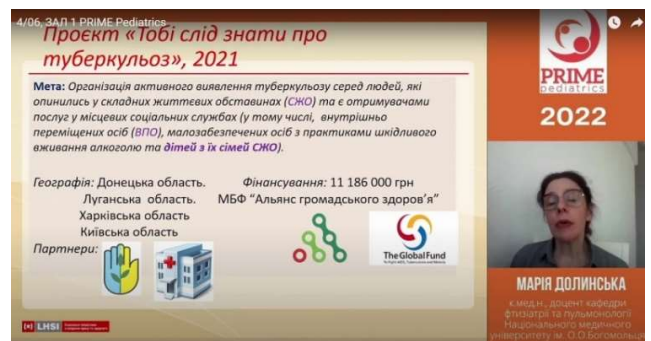 4/06, ЗАЛ 1 PRIME Pediatrics
Проєкт «Тобі слід знати про
туберкульоз», 2021
Мета: Організація активного виявлення туберкульозу серед людей, які
опинились у складних життєвих обставинах (СЖО) та є отримувачами
послуг у місцевих соціальних службах (у тому числі, внутрішньо
переміщених осіб (ВПО), малозабезпечених осіб з практиками шкідливого
вживання алкоголю та дітей з їх сімей СЖО).
Географія: Донецька область.
Луганська область.
Харківська область
Київська область
Партнери:
Фінансування: 11 186 000 грн
МБФ “Альянс громадського здоров’я”
The Global Fund
LHSI
PRIME
pediatrics
2022
МАРІЯ ДОЛИНСЬКА
к.мед.н., доцент кафедри
фтизіатрії та пульмонології
Національного медичного
університету ім. О.О.Богомольця